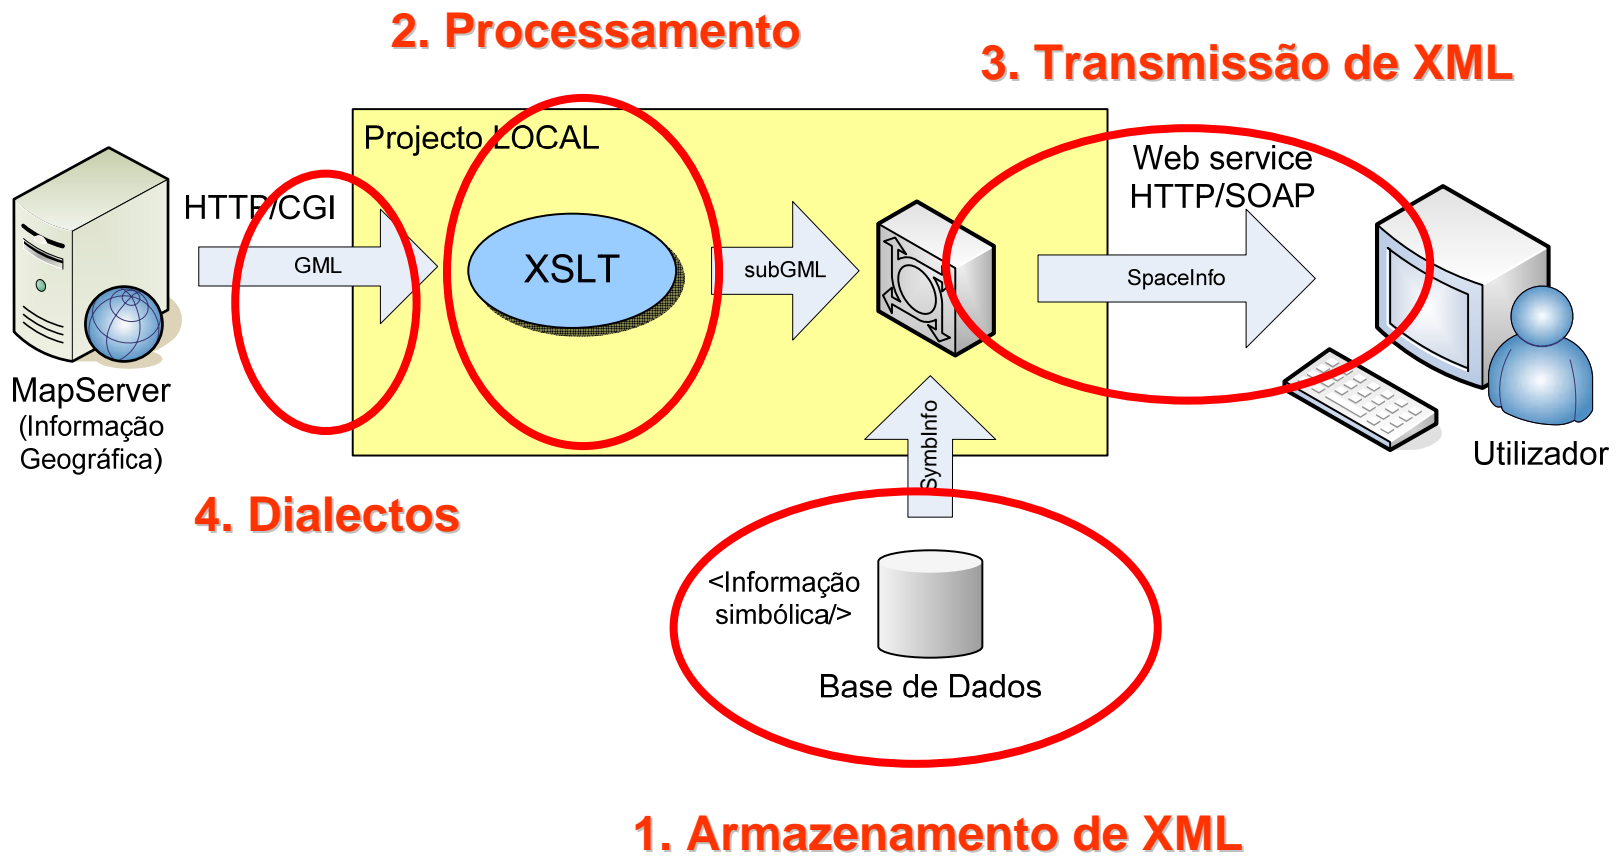 2. Processamento
3. Transmissão de XML
Projecto LOCAL
Web service
HTTP/SOAP
HTTP/CGI
GML
XSLT
subGML
SpaceInfo
MapServer
(Informação
Geográfica)
SymbInfo
Utilizador
4. Dialectos
<Informação
simbólica/>
Base de Dados
1. Armazenamento de XML